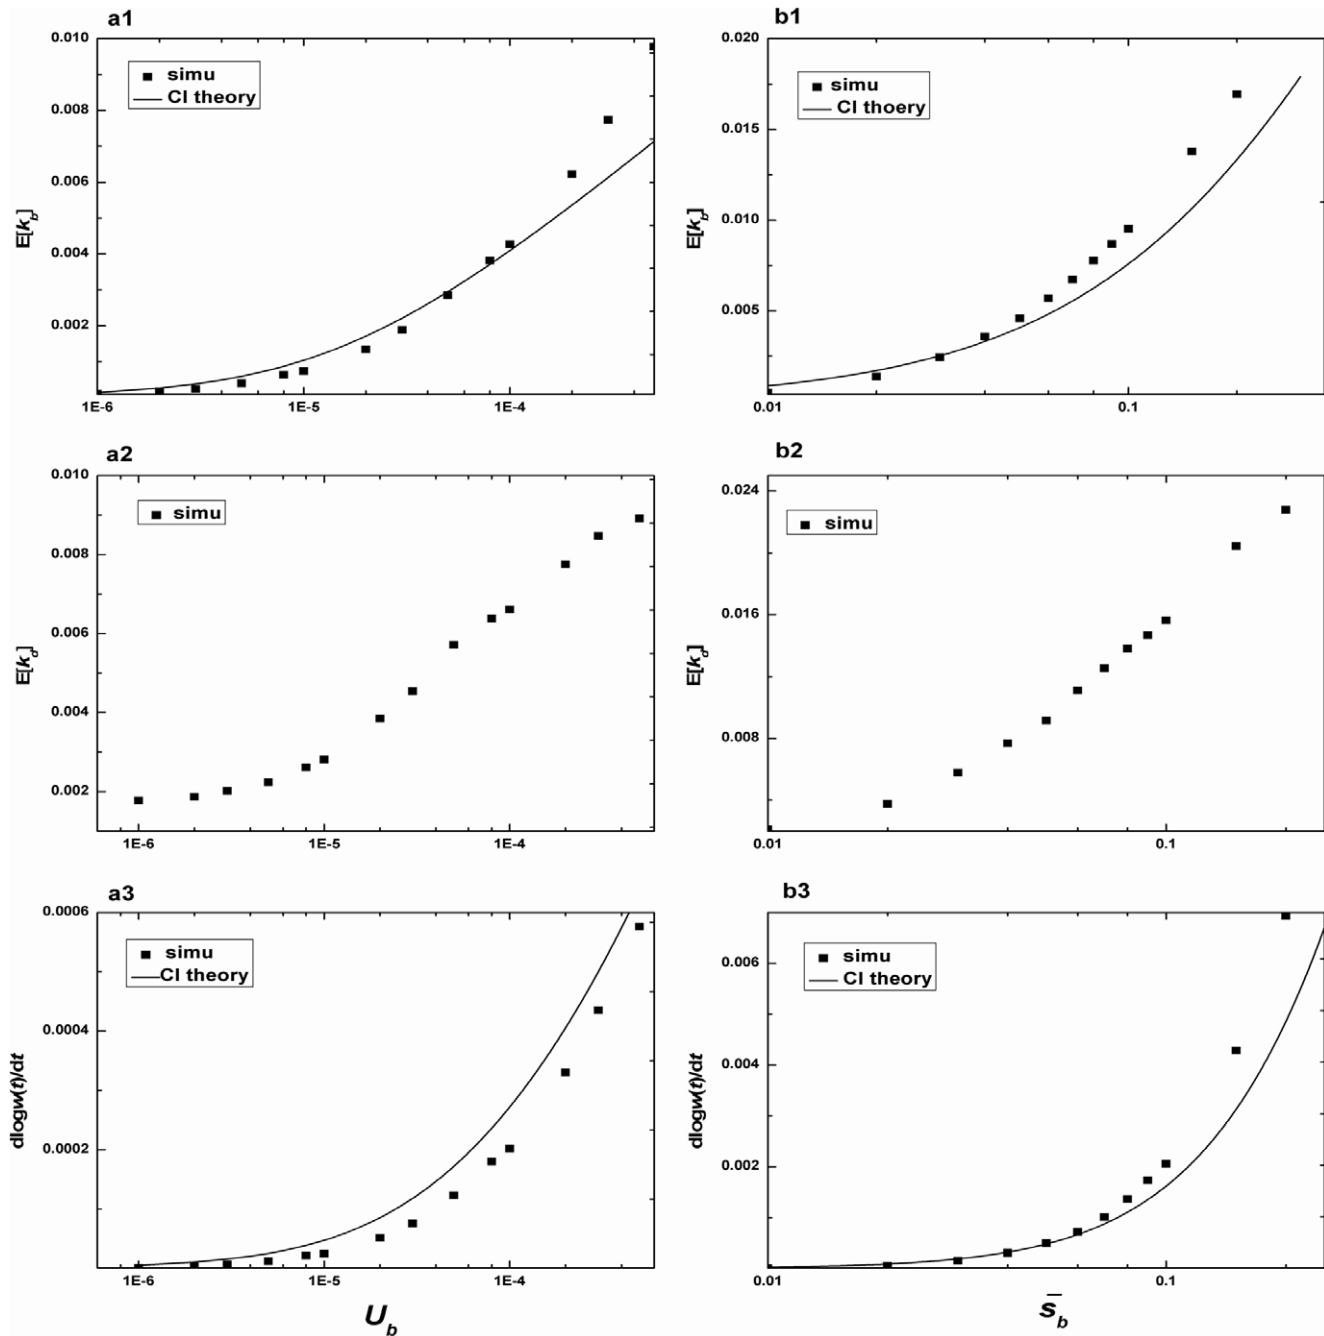 a1
0.010
0.008
0.006
0.004
0.002
E[k_b]
simu
CI theory
1E-6
1E-5
1E-4
b1
0.020
0.015
0.010
0.005
E[k_b]
simu
CI thoery
0.01
0.1
a2
0.010
0.008
0.006
0.004
0.002
E[k_d]
simu
1E-6
1E-5
1E-4
b2
0.024
0.016
0.008
E[k_d]
simu
0.01
0.1
a3
0.0006
0.0004
0.0002
dlogw(t)/dt
simu
CI theory
1E-6
1E-5
1E-4
U_b
b3
0.006
0.004
0.002
dlogw(t)/dt
simu
CI theory
0.01
0.1
s̄_b